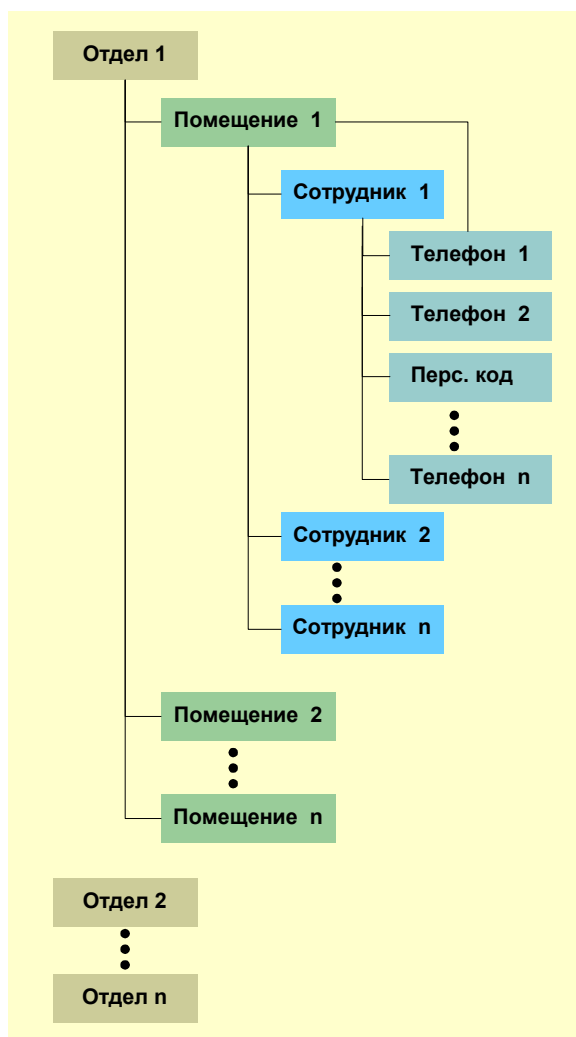 Отдел 1
Помещение 1
Сотрудник 1
Телефон 1
Телефон 2
Перс. код
Телефон n
Сотрудник 2
Сотрудник n
Помещение 2
Помещение n
Отдел 2
Отдел n